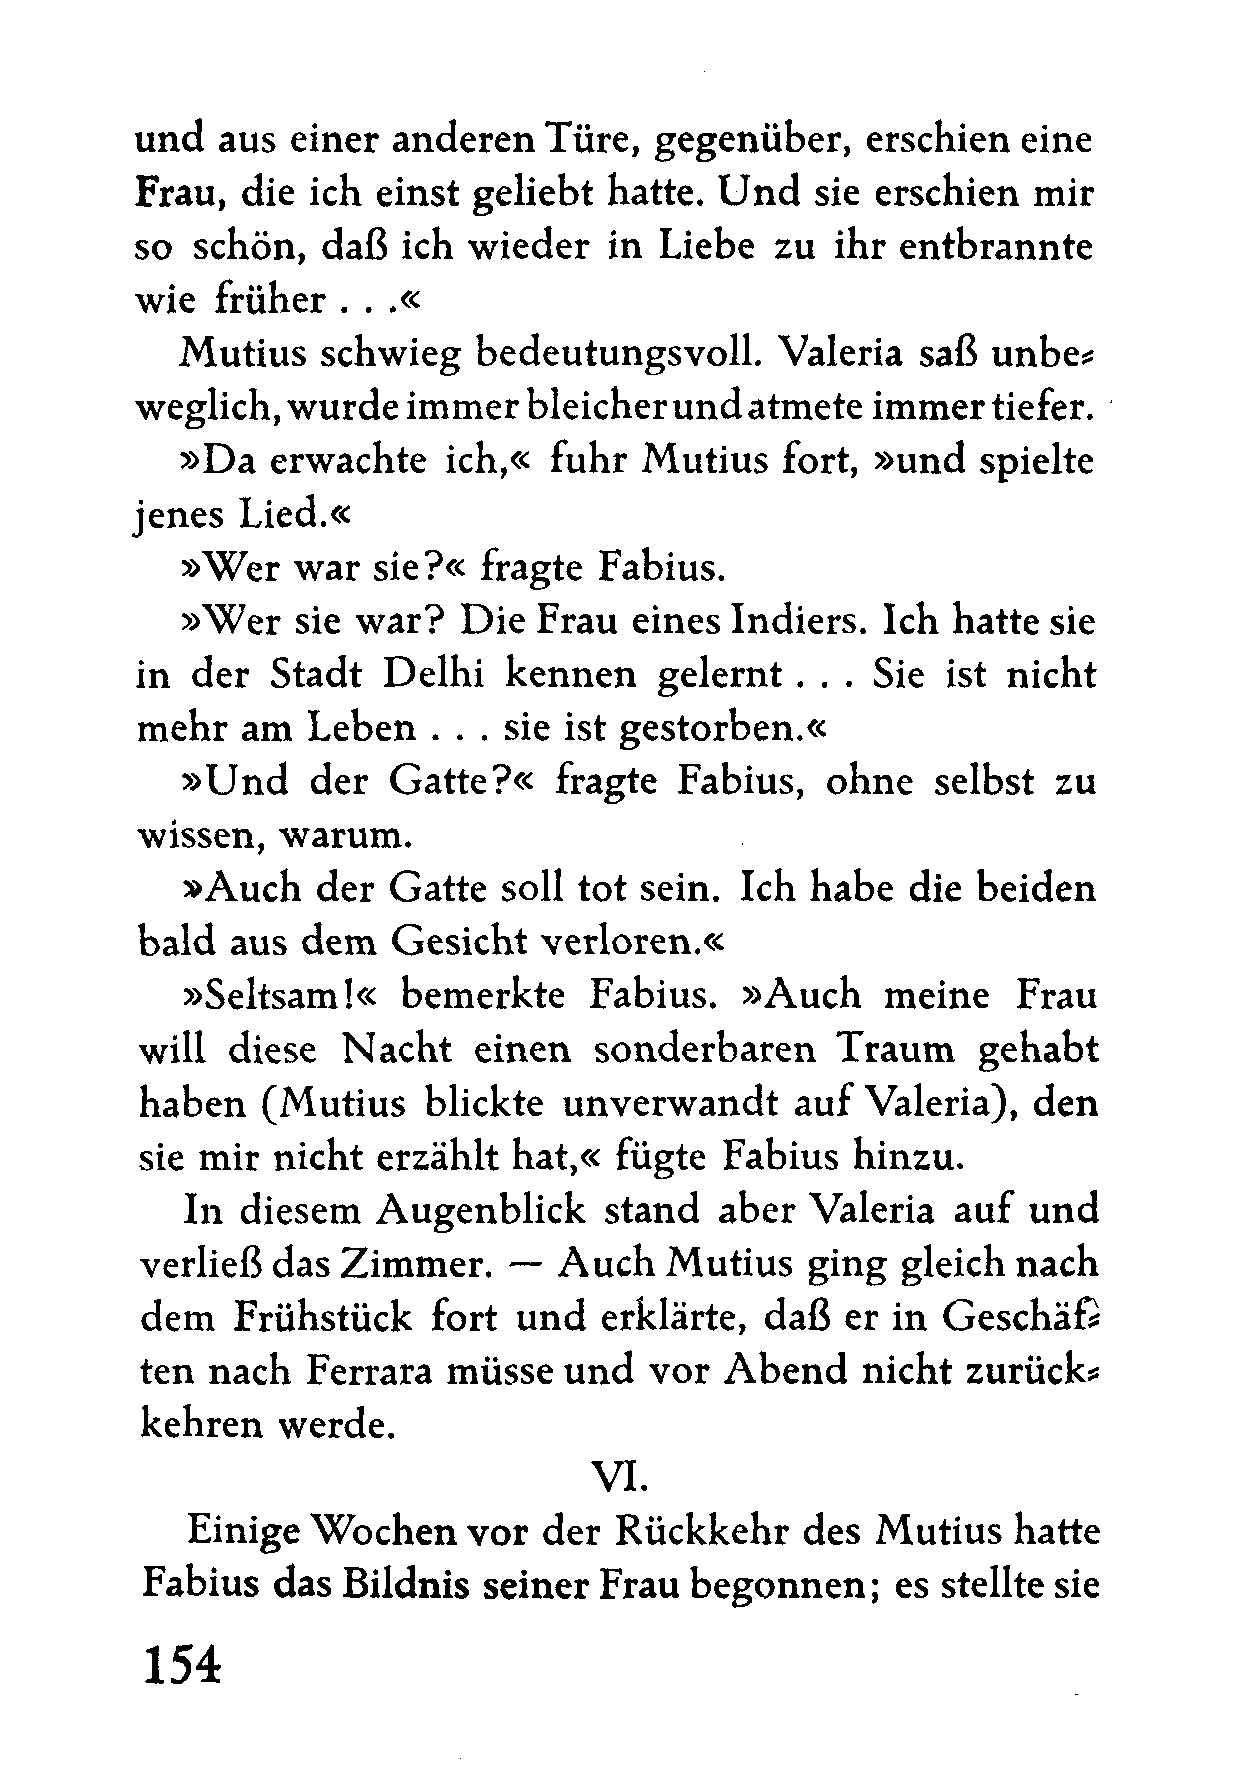 und aus einer anderen Türe, gegenüber, erschien eine
Frau, die ich einst geliebt hatte. Und sie erschien mir
so schön, daß ich wieder in Liebe zu ihr entbrannte
wie früher . . .«
Mutius schwieg bedeutungsvoll. Valeria saß unbe⸗
weglich, wurde immer bleicher und atmete immer tiefer.
»Da erwachte ich,« fuhr Mutius fort, »und spielte
jenes Lied.«
»Wer war sie?« fragte Fabius.
»Wer sie war? Die Frau eines Indiers. Ich hatte sie
in der Stadt Delhi kennen gelernt . . . Sie ist nicht
mehr am Leben . . . sie ist gestorben.«
»Und der Gatte?« fragte Fabius, ohne selbst zu
wissen, warum.
»Auch der Gatte soll tot sein. Ich habe die beiden
bald aus dem Gesicht verloren.«
»Seltsam!« bemerkte Fabius. »Auch meine Frau
will diese Nacht einen sonderbaren Traum gehabt
haben (Mutius blickte unverwandt auf Valeria), den
sie mir nicht erzählt hat,« fügte Fabius hinzu.
In diesem Augenblick stand aber Valeria auf und
verließ das Zimmer. — Auch Mutius ging gleich nach
dem Frühstück fort und erklärte, daß er in Geschäf⸗
ten nach Ferrara müsse und vor Abend nicht zurück⸗
kehren werde.
VI.
Einige Wochen vor der Rückkehr des Mutius hatte
Fabius das Bildnis seiner Frau begonnen; es stellte sie
154